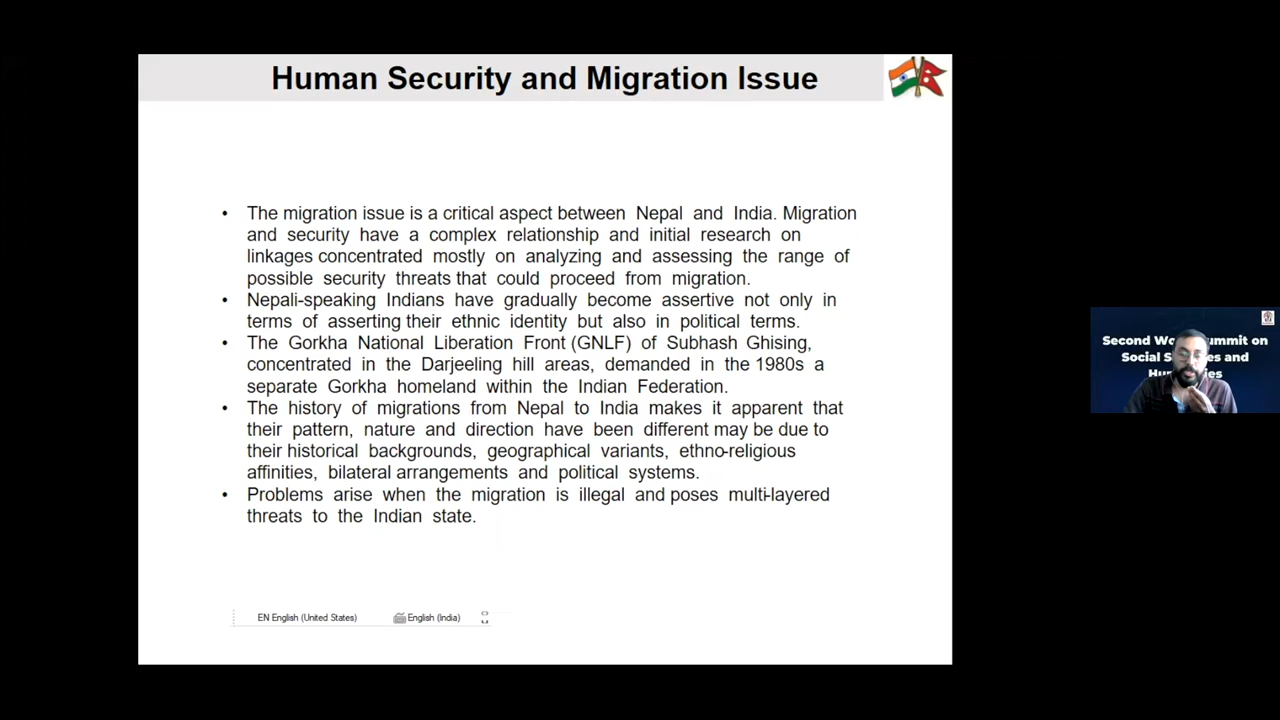 Human Security and Migration Issue
• The migration issue is a critical aspect between Nepal and India. Migration
and security have a complex relationship and initial research on
linkages concentrated mostly on analyzing and assessing the range of
possible security threats that could proceed from migration.
• Nepali-speaking Indians have gradually become assertive not only in
terms of asserting their ethnic identity but also in political terms.
• The Gorkha National Liberation Front (GNLF) of Subhash Ghising,
concentrated in the Darjeeling hill areas, demanded in the 1980s a
separate Gorkha homeland within the Indian Federation.
• The history of migrations from Nepal to India makes it apparent that
their pattern, nature and direction have been different may be due to
their historical backgrounds, geographical variants, ethno-religious
affinities, bilateral arrangements and political systems.
• Problems arise when the migration is illegal and poses multi-layered
threats to the Indian state.
EN English (United States) English (India)
Second ummit on
Social and